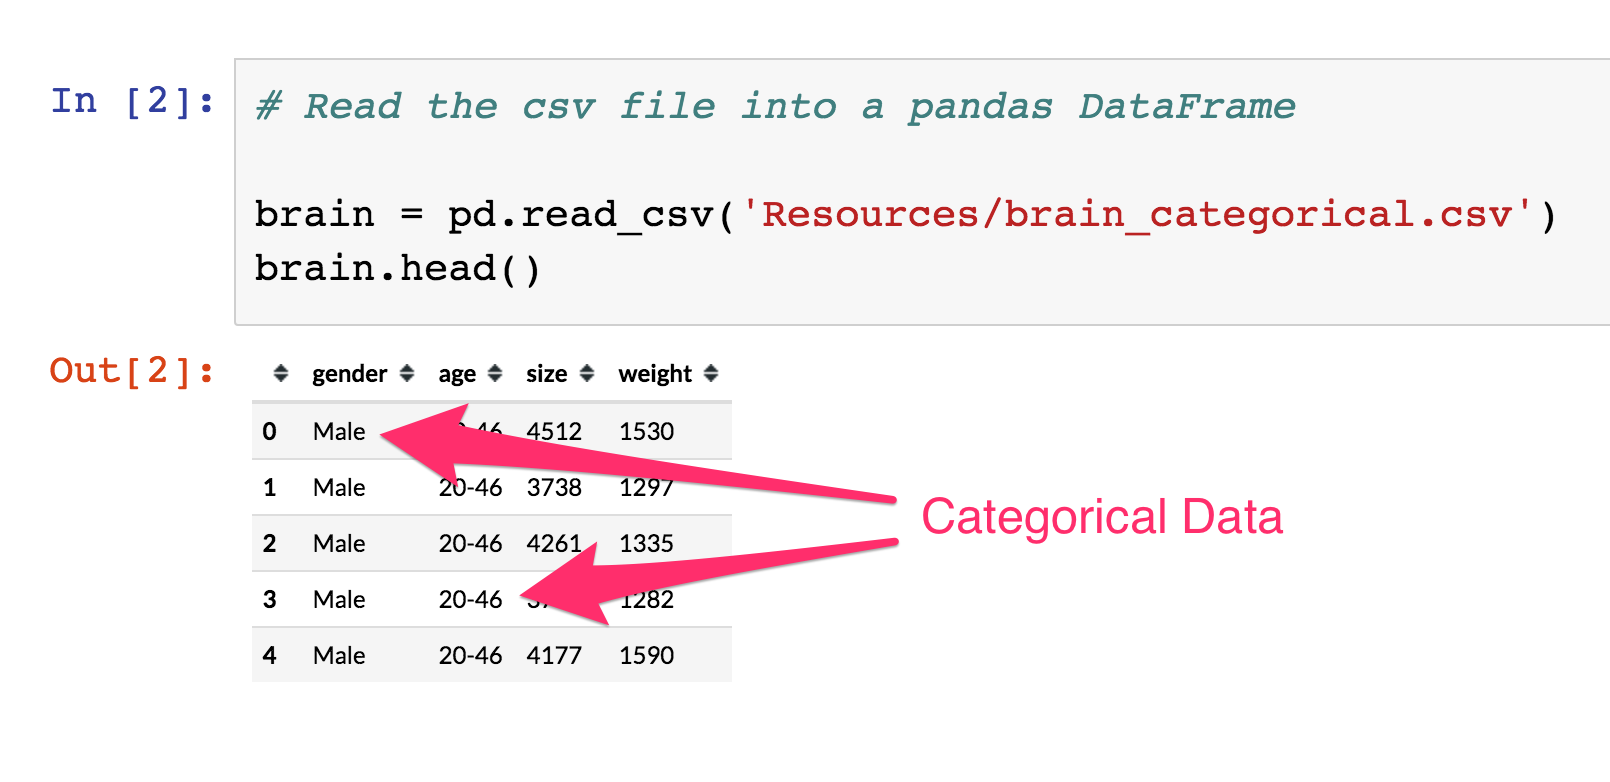 In [2]:
# Read the csv file into a pandas DataFrame
brain = pd.read_csv('Resources/brain_categorical.csv')
brain.head()
Out[2]:
gender age size weight
0 Male 4512 1530
1 Male 20-46 3738 1297
2 Male 20-46 4261 1335
Categorical Data
3 Male 20-46 1282
4 Male 20-46 4177 1590